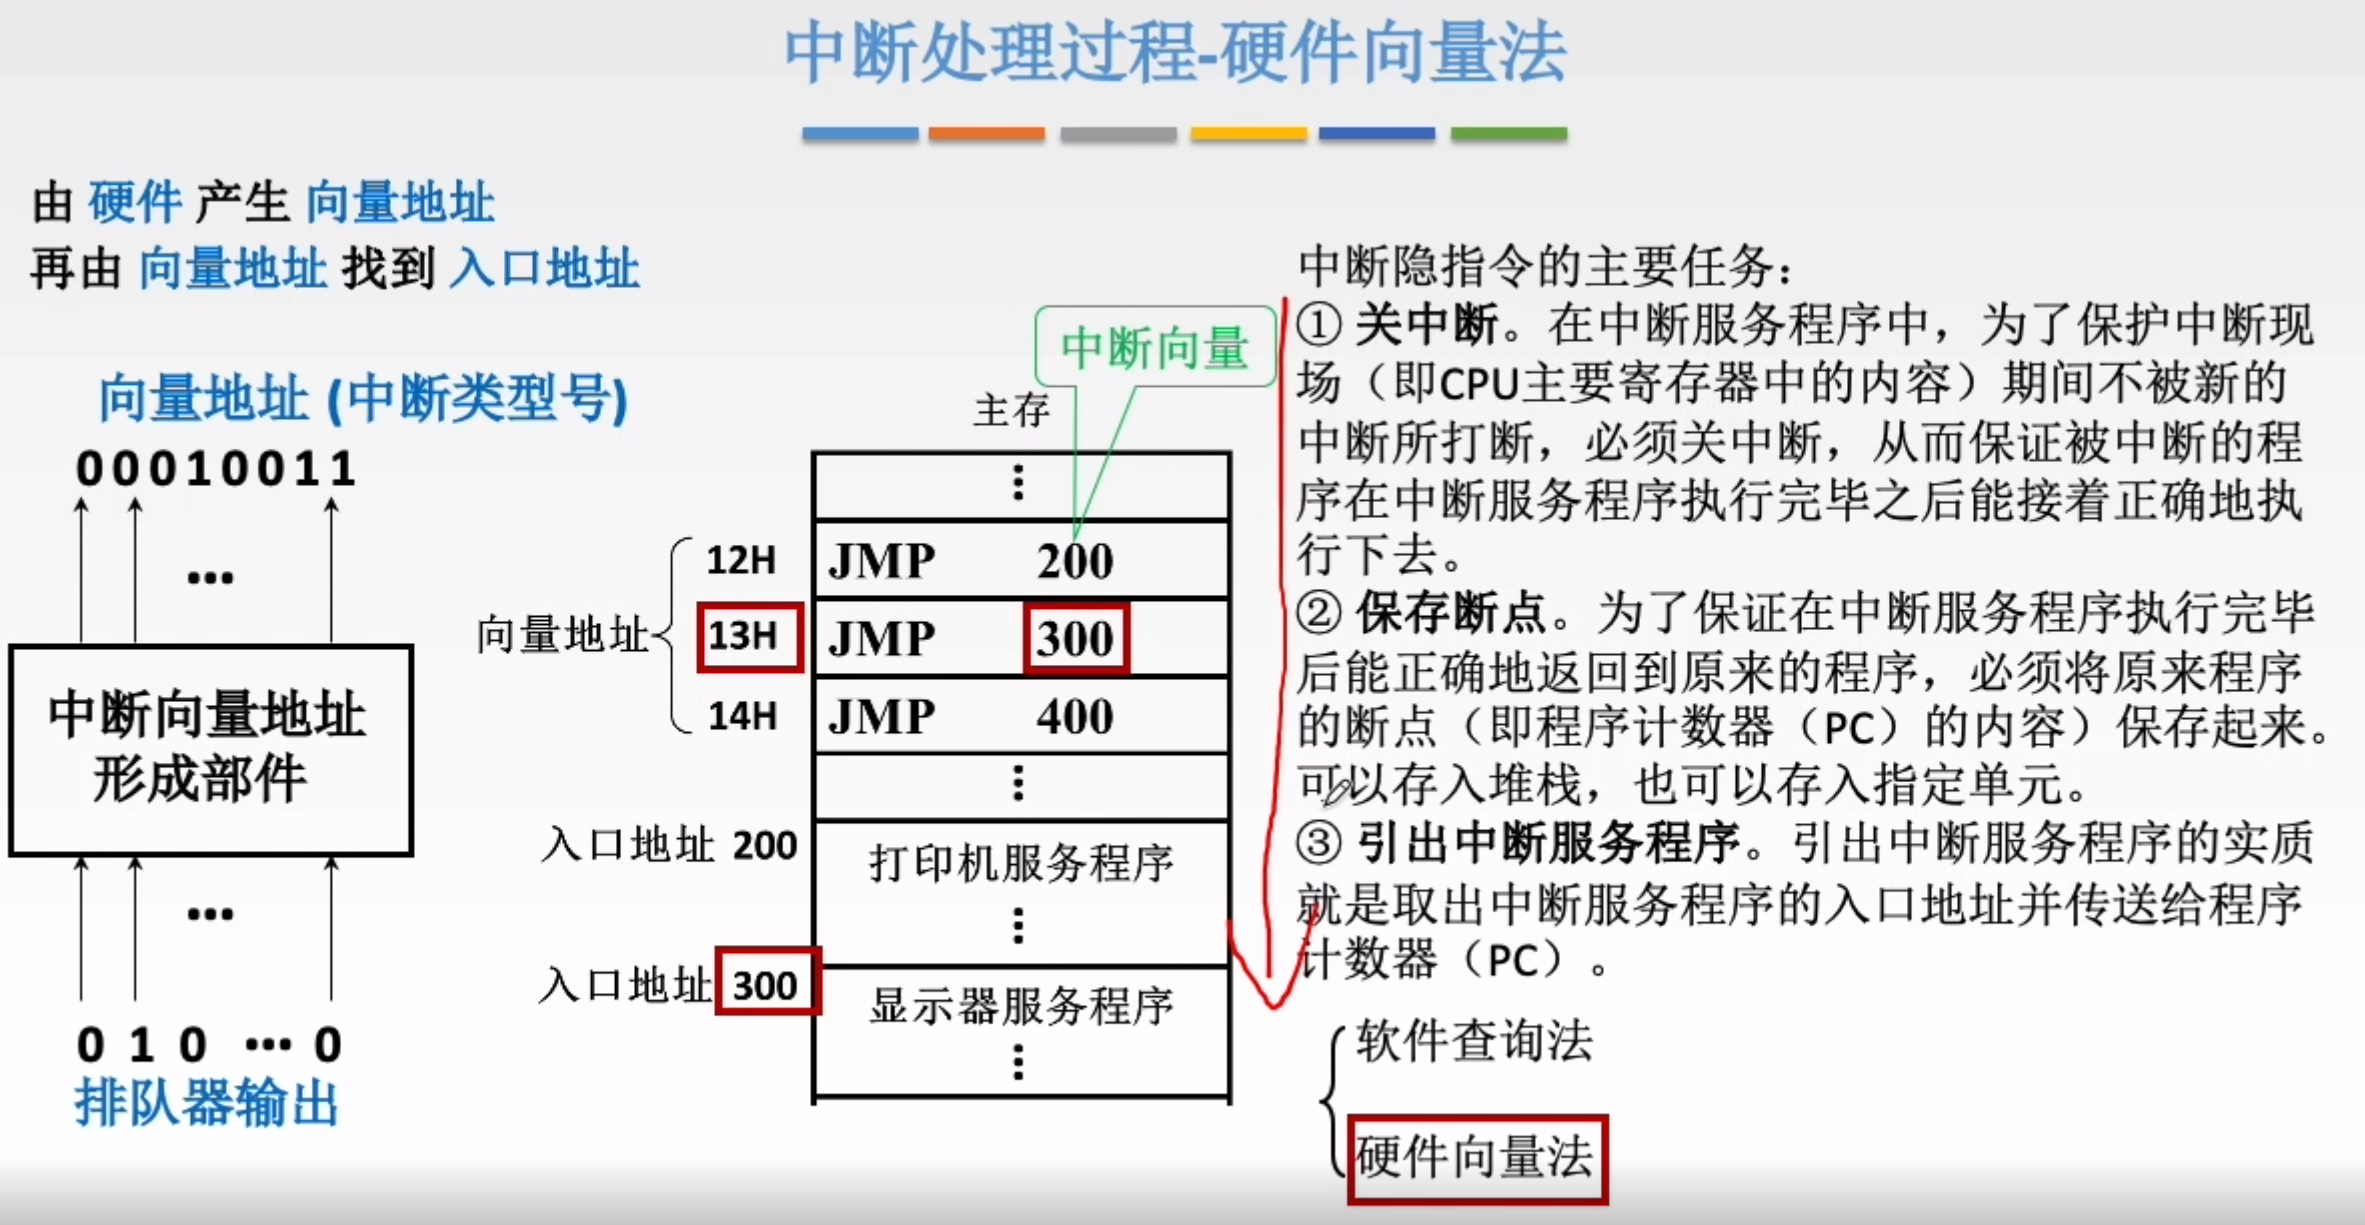 中断处理过程-硬件向量法
由 硬件 产生 向量地址
再由 向量地址 找到 入口地址
向量地址 (中断类型号)
00010011
...
中断向量地址
形成部件
...
0 1 0 ... 0
排队器输出
中断向量
主存
⋮
12H JMP 200
向量地址 13H JMP 300
14H JMP 400
⋮
入口地址 200 打印机服务程序
⋮
入口地址 300 显示器服务程序
⋮
中断隐指令的主要任务：
① 关中断。在中断服务程序中，为了保护中断现
场（即CPU主要寄存器中的内容）期间不被新的
中断所打断，必须关中断，从而保证被中断的程
序在中断服务程序执行完毕之后能接着正确地执
行下去。
② 保存断点。为了保证在中断服务程序执行完毕
后能正确地返回到原来的程序，必须将原来程序
的断点（即程序计数器（PC）的内容）保存起来。
可以存入堆栈，也可以存入指定单元。
③ 引出中断服务程序。引出中断服务程序的实质
就是取出中断服务程序的入口地址并传送给程序
计数器（PC）。
软件查询法
硬件向量法